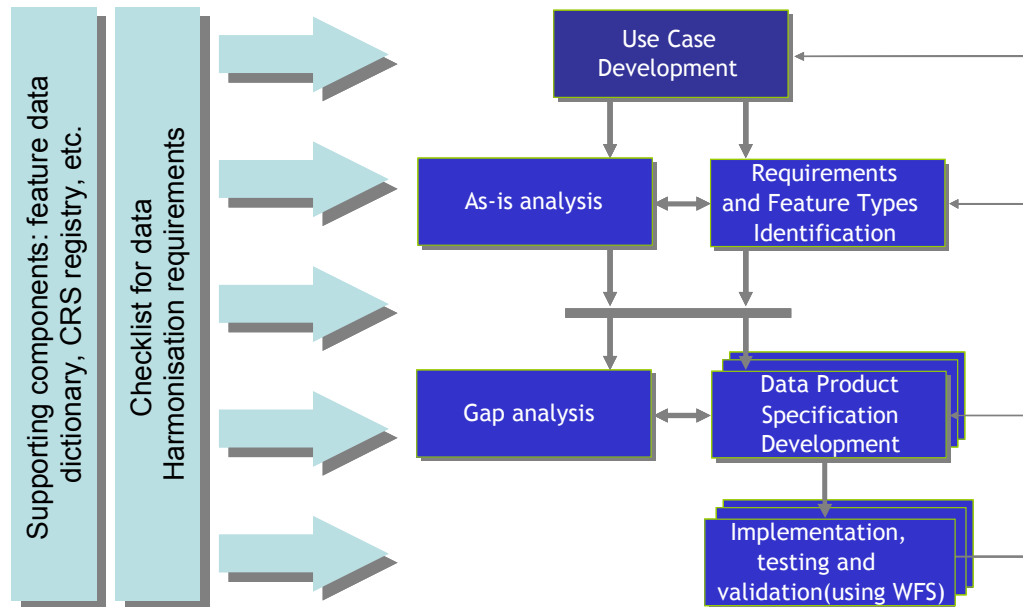 Supporting components: feature data
dictionary, CRS registry, etc.
Checklist for data
Harmonisation requirements
Use Case
Development
As-is analysis
Requirements
and Feature Types
Identification
Gap analysis
Data Product
Specification
Development
Implementation,
testing and
validation(using WFS)